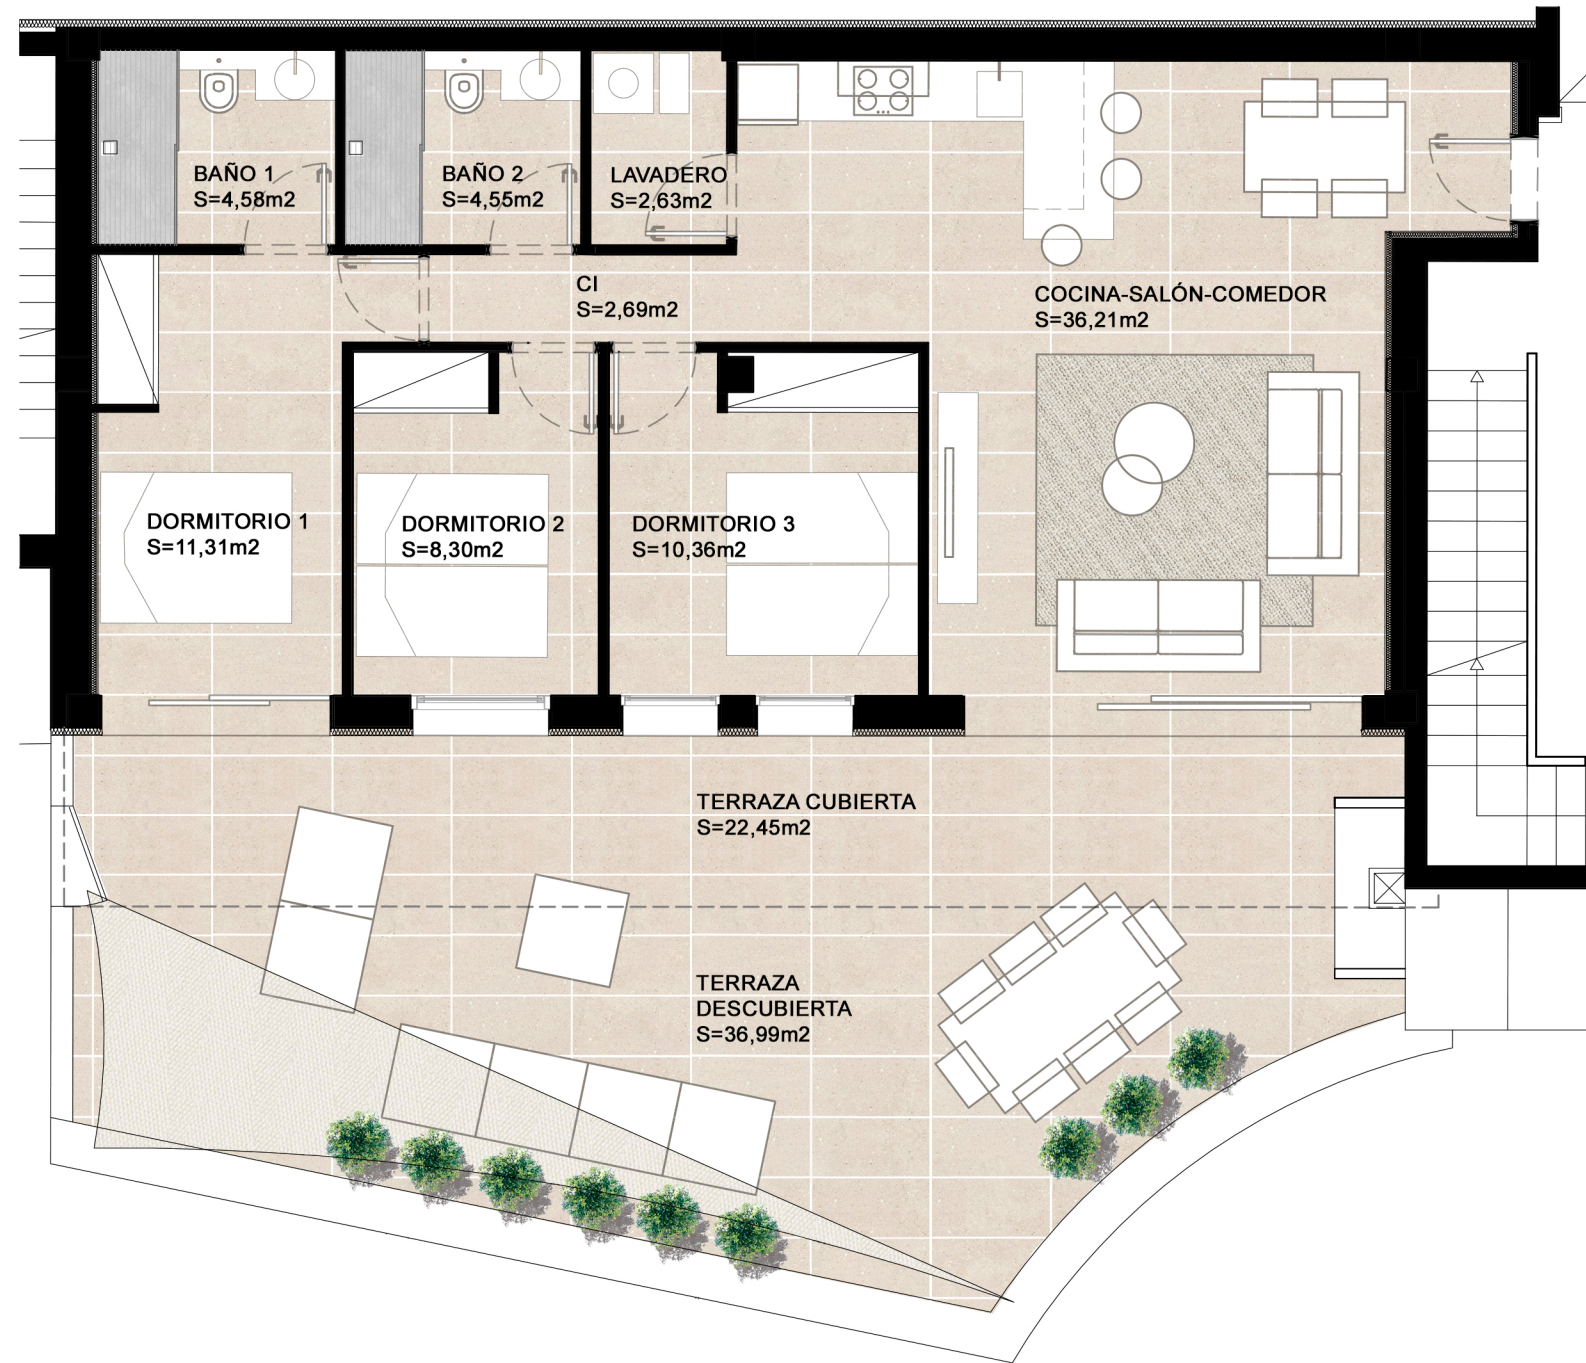 BAÑO 1
S=4,58m2
BAÑO 2
S=4,55m2
LAVADERO
S=2,63m2
CI
S=2,69m2
COCINA-SALÓN-COMEDOR
S=36,21m2
DORMITORIO 1
S=11,31m2
DORMITORIO 2
S=8,30m2
DORMITORIO 3
S=10,36m2
TERRAZA CUBIERTA
S=22,45m2
TERRAZA
DESCUBIERTA
S=36,99m2